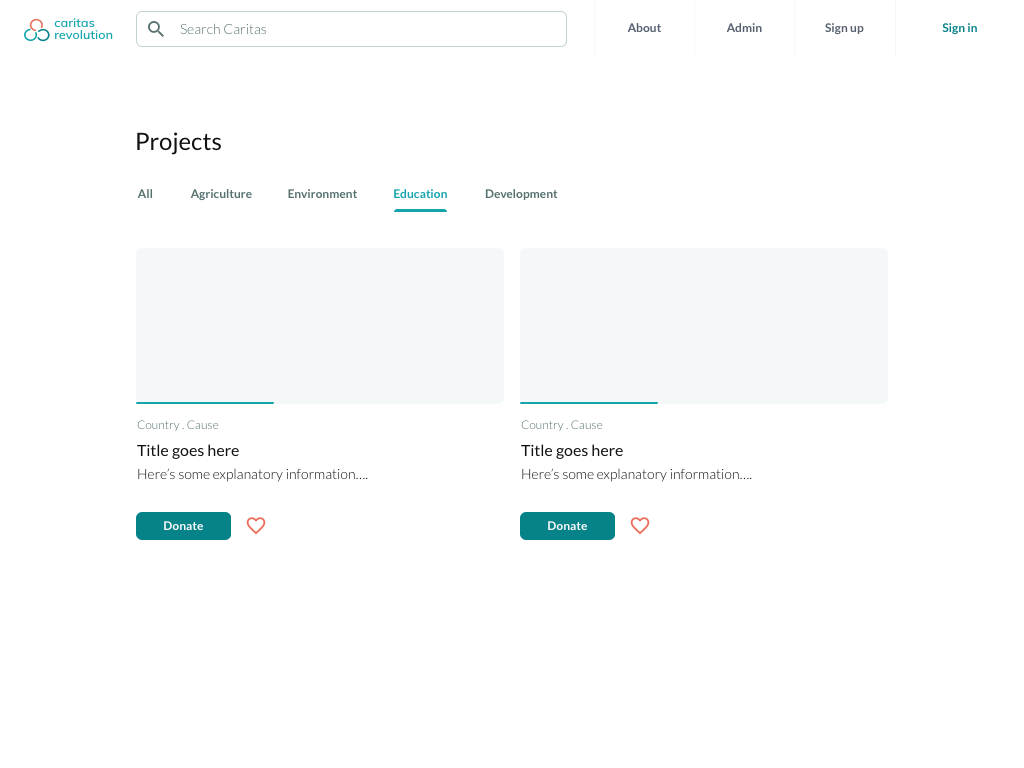 caritas
revolution
Search Caritas
About
Admin
Sign up
Sign in
Projects
All
Agriculture
Environment
Education
Development
Country . Cause
Title goes here
Here’s some explanatory information....
Donate
Country . Cause
Title goes here
Here’s some explanatory information....
Donate